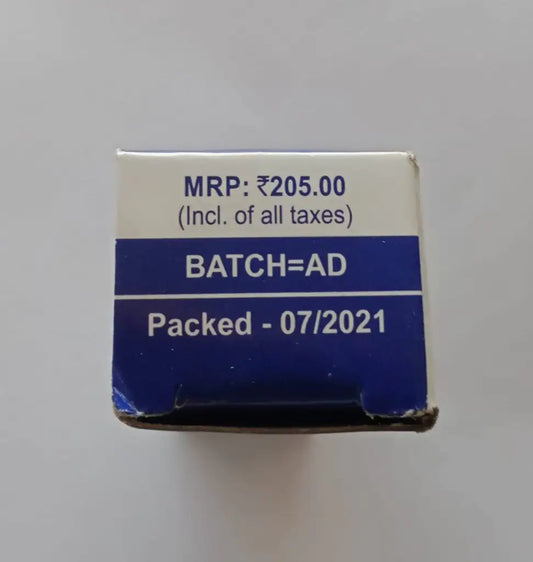 MRP: ₹205.00
(Incl. of all taxes)
BATCH=AD
Packed - 07/2021